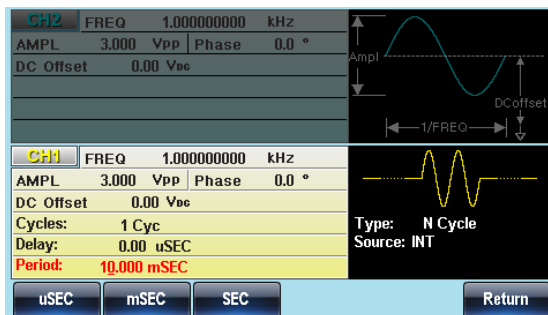 CH2 FREQ 1.000000000 kHz
AMPL 3.000 Vpp Phase 0.0 °
DC Offset 0.00 VDC
Ampl
DCoffset
1/FREQ
CH1 FREQ 1.000000000 kHz
AMPL 3.000 Vpp Phase 0.0 °
DC Offset 0.00 VDC
Cycles: 1 Cyc
Delay: 0.00 uSEC
Period: 10.000 mSEC
Type: N Cycle
Source: INT
uSEC mSEC SEC Return